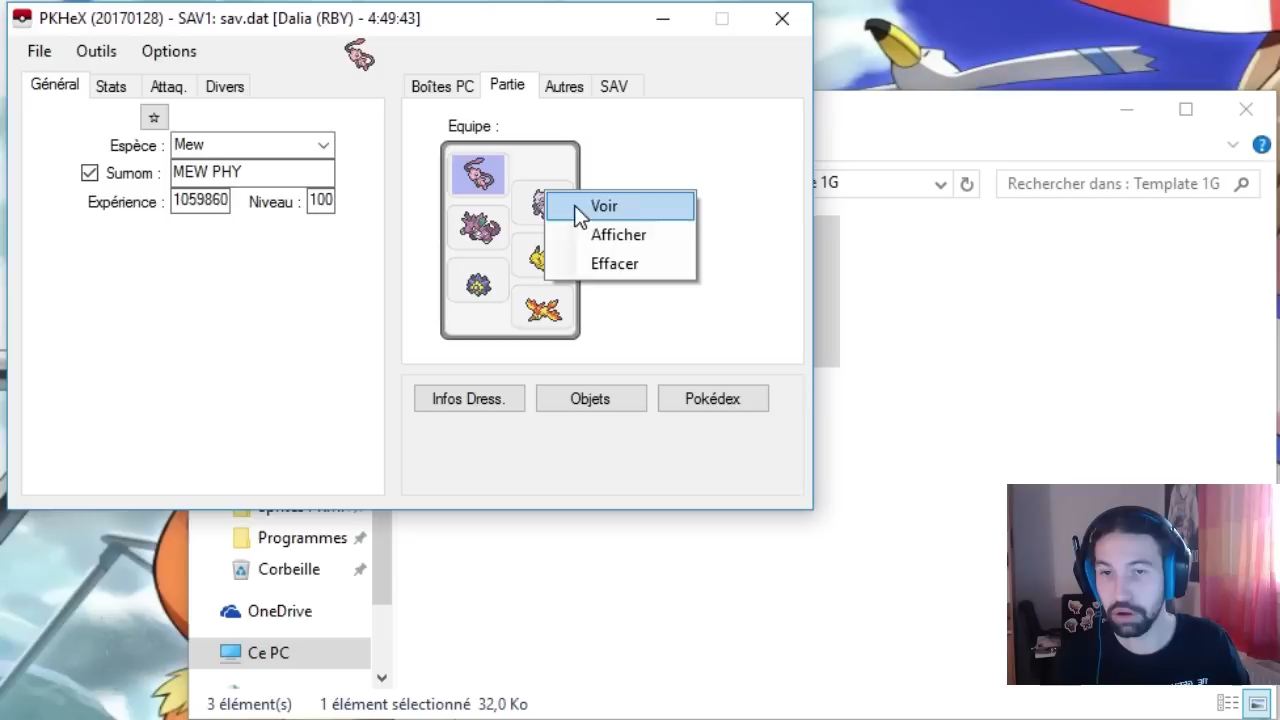 PKHeX (20170128) - SAV1: sav.dat [Dalia (RBY) - 4:49:43]
File Outils Options
Général Stats Attaq. Divers
Boîtes PC Partie Autres SAV
Espèce : Mew
Surnom : MEW PHY
Expérience : 1059860 Niveau : 100
Equipe :
Voir
Afficher
Effacer
Infos Dress. Objets Pokédex
1G
Rechercher dans : Template 1G
Programmes
Corbeille
OneDrive
Ce PC
3 élément(s) 1 élément sélectionné 32,0 Ko